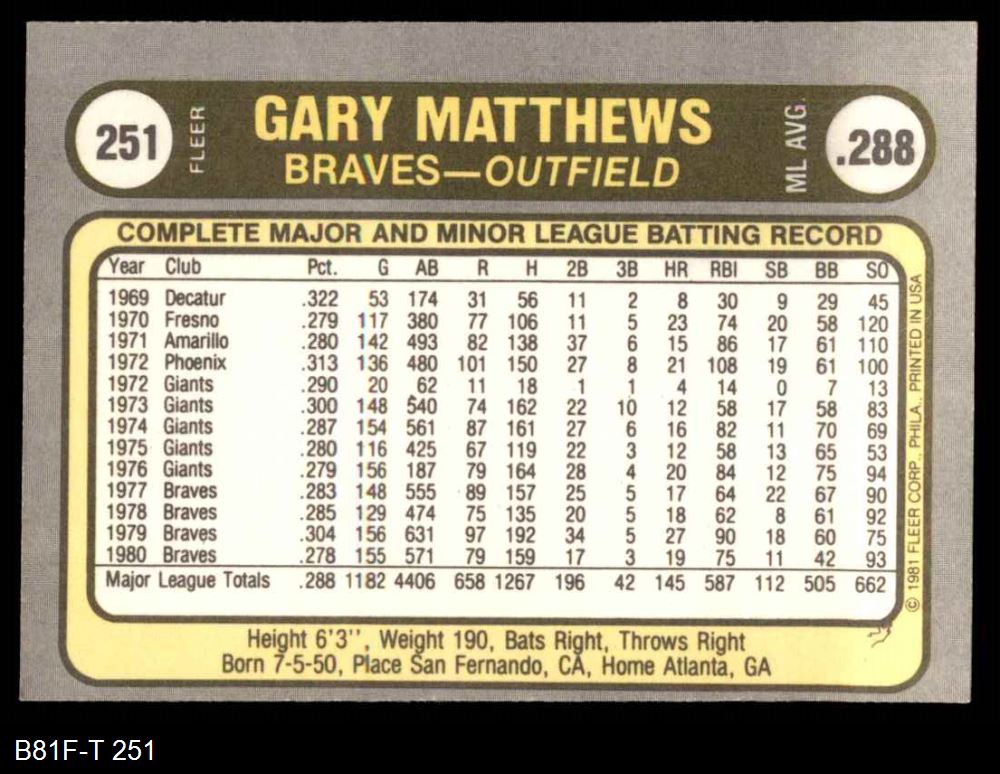 251 FLEER GARY MATTHEWS ML AVG. .288
BRAVES—OUTFIELD
COMPLETE MAJOR AND MINOR LEAGUE BATTING RECORD
Year Club Pct. G AB R H 2B 3B HR RBI SB BB SO
1969 Decatur .322 53 174 31 56 11 2 8 30 9 29 45
1970 Fresno .279 117 380 77 106 11 5 23 74 20 58 120
1971 Amarillo .280 142 493 82 138 37 6 15 86 17 61 110
1972 Phoenix .313 136 480 101 150 27 8 21 108 19 61 100
1972 Giants .290 20 62 11 18 1 1 4 14 0 7 13
1973 Giants .300 148 540 74 162 22 10 12 58 17 58 83
1974 Giants .287 154 561 87 161 27 6 16 82 11 70 69
1975 Giants .280 116 425 67 119 22 3 12 58 13 65 53
1976 Giants .279 156 187 79 164 28 4 20 84 12 75 94
1977 Braves .283 148 555 89 157 25 5 17 64 22 67 90
1978 Braves .285 129 474 75 135 20 5 18 62 8 61 92
1979 Braves .304 156 631 97 192 34 5 27 90 18 60 75
1980 Braves .278 155 571 79 159 17 3 19 75 11 42 93
Major League Totals .288 1182 4406 658 1267 196 42 145 587 112 505 662
© 1981 FLEER CORP., PHILA., PRINTED IN USA
Height 6'3'', Weight 190, Bats Right, Throws Right
Born 7-5-50, Place San Fernando, CA, Home Atlanta, GA
B81F-T 251